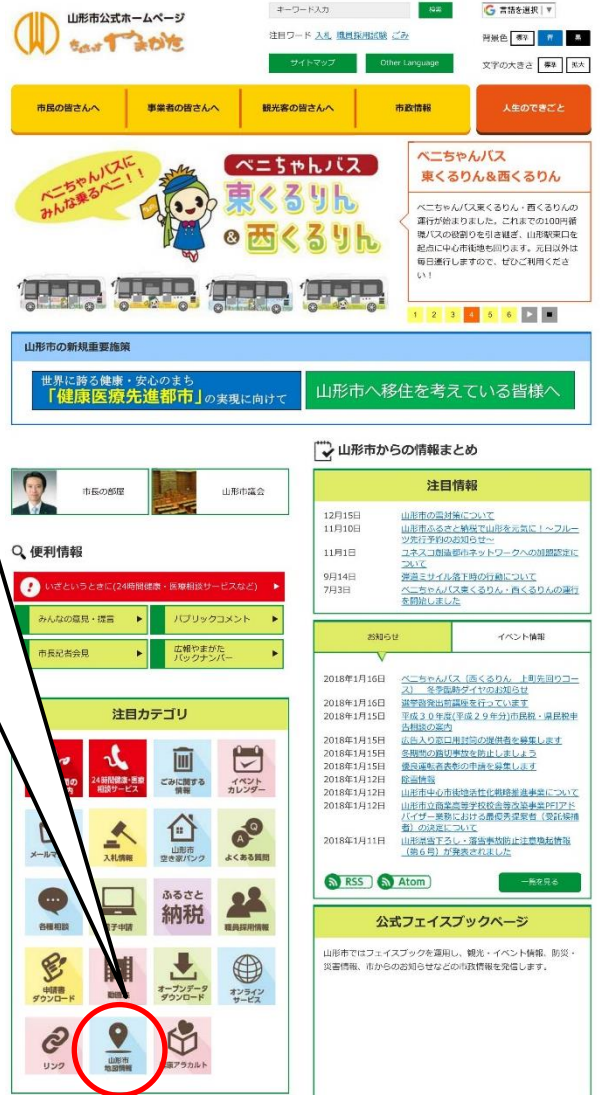 山形市公式ホームページ
キーワード入力
検索
言語を選択
▼
注目ワード 入札 職員採用試験 ごみ
背景色 標準 青 黒
サイトマップ
Other Language
文字の大きさ 標準 拡大
市民の皆さんへ
事業者の皆さんへ
観光客の皆さんへ
市政情報
人生のできごと
べニちゃんバスに
みんな乗るべニ!!
べニちゃんバス
東くるりん
&西くるりん
べニちゃんバス
東くるりん&西くるりん
べニちゃんバス東くるりん・西くるりんの
運行が始まりました。これまでの100円循
環バスの役割りを引き継ぎ、山形駅東口を
起点に中心市街地も回ります。元日以外は
毎日運行しますので、ぜひご利用くださ
い!
1 2 3 4 5 6
山形市の新規重要施策
世界に誇る健康・安心のまち
「健康医療先進都市」の実現に向けて
山形市へ移住を考えている皆様へ
市長の部屋
山形市議会
便利情報
いざというときに(24時間健康・医療相談サービスなど)
みんなの意見・提言
パブリックコメント
市長記者会見
広報やまがた
バックナンバー
注目カテゴリ
24時間健康・医療
相談サービス
ごみに関する
情報
イベント
カレンダー
入札情報
山形市
空き家バンク
よくある質問
各種相談
ふるさと
納税
職員採用情報
申請書
ダウンロード
オープンデータ
ダウンロード
オンライン
サービス
リンク
山形市
地図情報
山形市からの情報まとめ
注目情報
12月15日 山形市の雪対策について
11月10日 山形市ふるさと納税で山形を元気に!~フルー
ツ先行予約のお知らせ~
11月1日 ユネスコ創造都市ネットワークへの加盟認定に
ついて
9月14日 弾道ミサイル落下時の行動について
7月3日 べニちゃんバス東くるりん・西くるりんの運行
を開始しました
お知らせ
イベント情報
2018年1月16日 べニちゃんバス(西くるりん 上町先回りコー
ス) 冬季臨時ダイヤのお知らせ
2018年1月16日 選挙啓発出前講座を行っています
2018年1月15日 平成30年度(平成29年分)市民税・県民税申
告相談の案内
2018年1月15日 広告入り窓口用封筒の提供者を募集します
2018年1月15日 冬期間の踏切事故を防止しましょう
2018年1月15日 優良運転者表彰の申請を募集します
2018年1月12日 除雪情報
2018年1月12日 山形市中心市街地活性化戦略推進事業について
2018年1月12日 山形市立商業高等学校校舎等改築事業PFIアド
バイザー業務における最優秀提案者(受託候補
者)の決定について
2018年1月11日 山形県雪下ろし・落雪事故防止注意喚起情報
(第6号)が発表されました
RSS
Atom
一覧を見る
公式フェイスブックページ
山形市ではフェイスブックを運用し、観光・イベント情報、防災・
災害情報、市からのお知らせなどの市政情報を発信します。